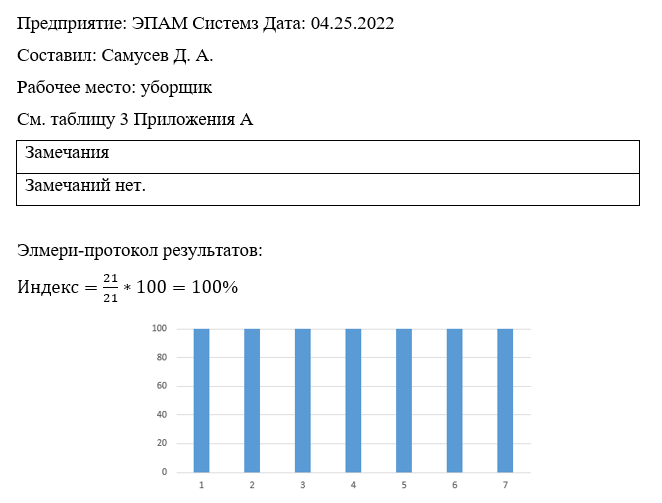 Предприятие: ЭПАМ Системз Дата: 04.25.2022
Составил: Самусев Д. А.
Рабочее место: уборщик
См. таблицу 3 Приложения А
Замечания
Замечаний нет.
Элмери-протокол результатов:
Индекс = 21/21 * 100 = 100%
100
80
60
40
20
0
1 2 3 4 5 6 7